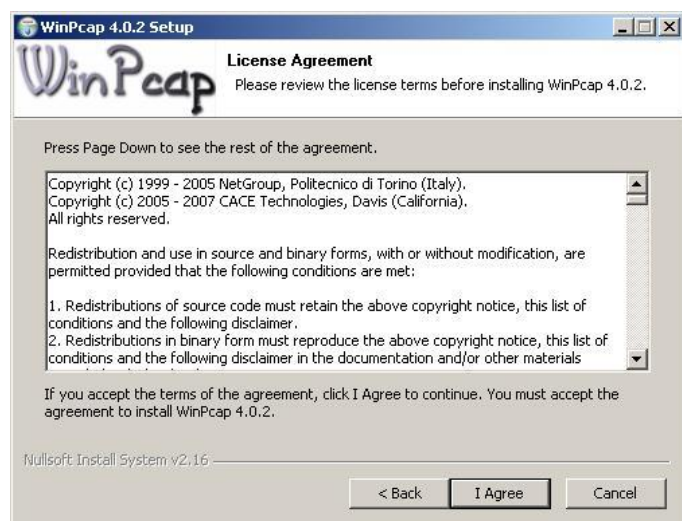 WinPcap 4.0.2 Setup
WinPcap
License Agreement
Please review the license terms before installing WinPcap 4.0.2.
Press Page Down to see the rest of the agreement.
Copyright (c) 1999 - 2005 NetGroup, Politecnico di Torino (Italy).
Copyright (c) 2005 - 2007 CACE Technologies, Davis (California).
All rights reserved.
Redistribution and use in source and binary forms, with or without modification, are
permitted provided that the following conditions are met:
1. Redistributions of source code must retain the above copyright notice, this list of
conditions and the following disclaimer.
2. Redistributions in binary form must reproduce the above copyright notice, this list of
conditions and the following disclaimer in the documentation and/or other materials
If you accept the terms of the agreement, click I Agree to continue. You must accept the
agreement to install WinPcap 4.0.2.
Nullsoft Install System v2.16
< Back
I Agree
Cancel